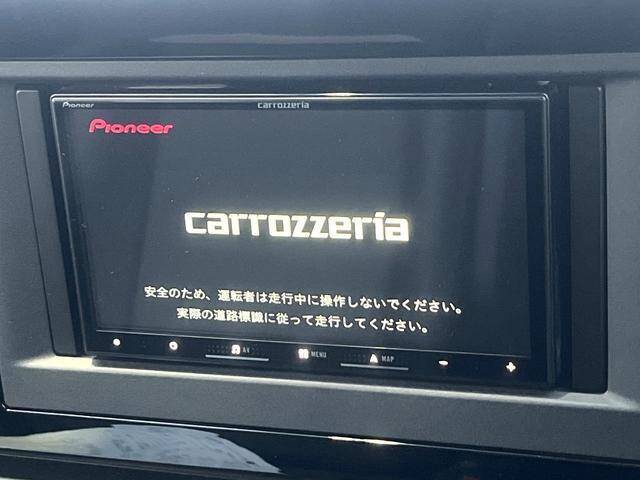 Pioneer carrozzeria
Pioneer
carrozzeria
安全のため、運転者は走行中に操作しないでください。
実際の道路標識に従って走行してください。
AV MENU MAP